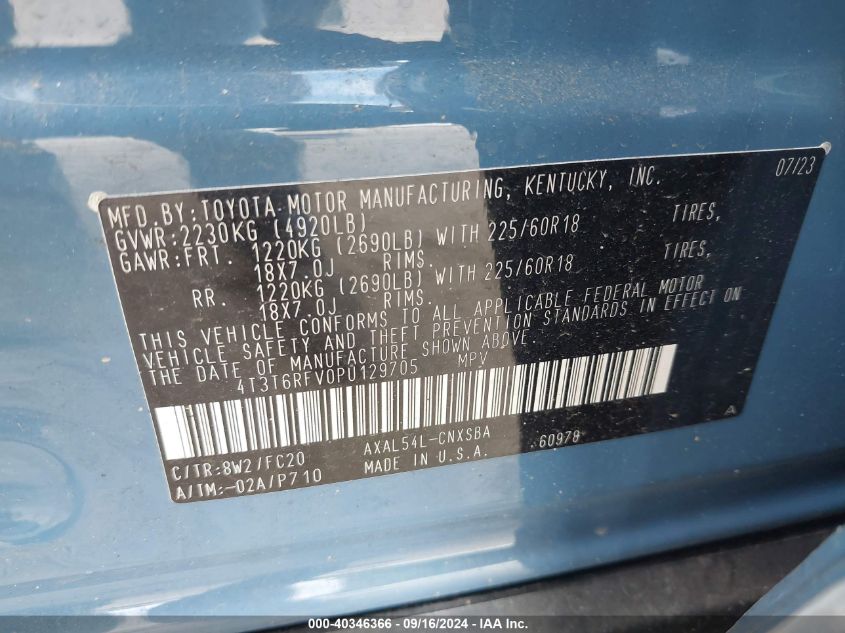 07/23
MFD. BY: TOYOTA MOTOR MANUFACTURING, KENTUCKY, INC.
GVWR: 2230KG (4920LB)
GAWR: FRT. 1220KG (2690LB) WITH 225/60R18 TIRES,
18X7.0J RIMS.
RR. 1220KG (2690LB) WITH 225/60R18 TIRES,
18X7.0J RIMS.
THIS VEHICLE CONFORMS TO ALL APPLICABLE FEDERAL MOTOR
VEHICLE SAFETY AND THEFT PREVENTION STANDARDS IN EFFECT ON
THE DATE OF MANUFACTURE SHOWN ABOVE.
4T3T6RFV0PU129705 MPV
C/TR: 8W2/FC20 AXAL54L-CNXSBA 60978
A/TM: -02A/P710 MADE IN U.S.A.
A
000-40346366 - 09/16/2024 - IAA Inc.